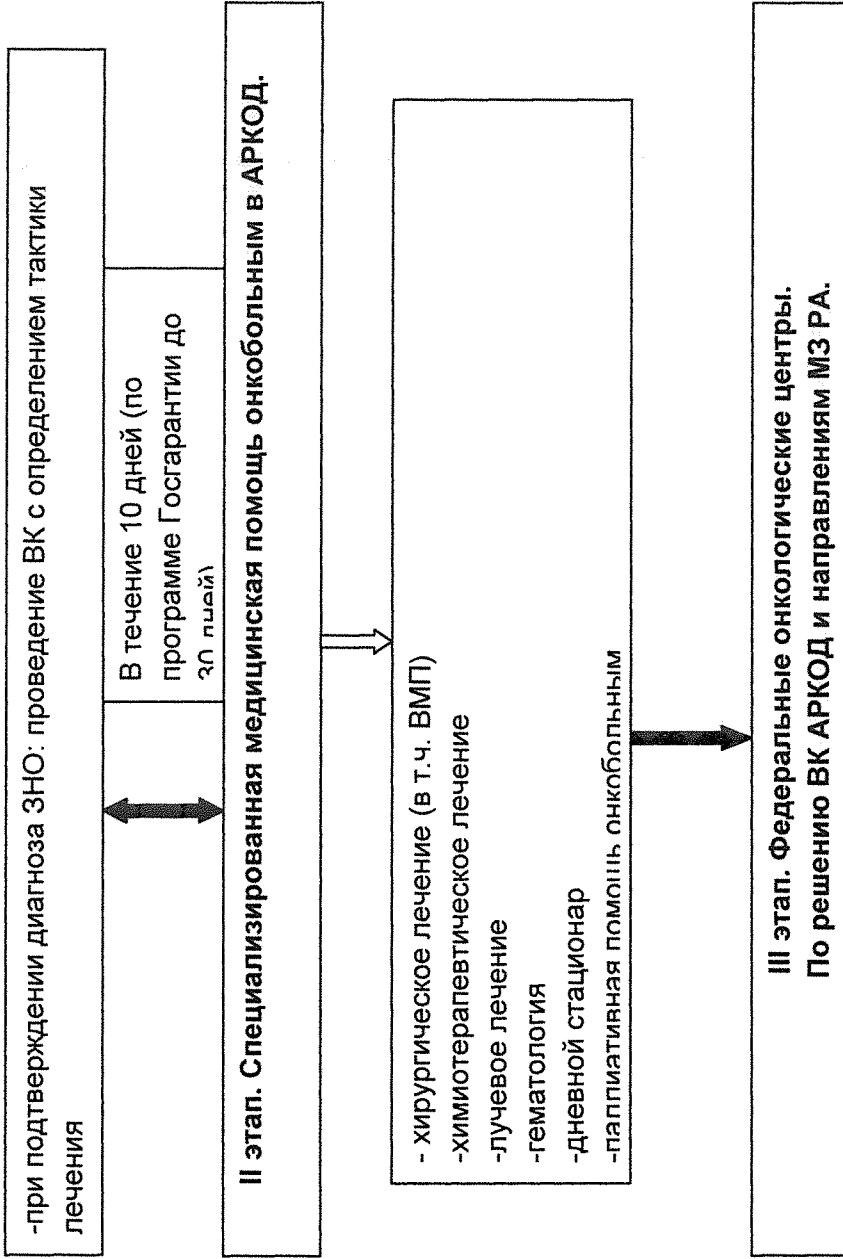 -при подтверждении диагноза ЗНО: проведение ВК с определением тактики
лечения
В течение 10 дней (по
программе Госгарантии до
30 дней)
II этап. Специализированная медицинская помощь онкобольным в АРКОД.
- хирургическое лечение (в т.ч. ВМП)
-химиотерапевтическое лечение
-лучевое лечение
-гематология
-дневной стационар
-паллиативная помощь онкобольным
III этап. Федеральные онкологические центры.
По решению ВК АРКОД и направлениям МЗ РА.